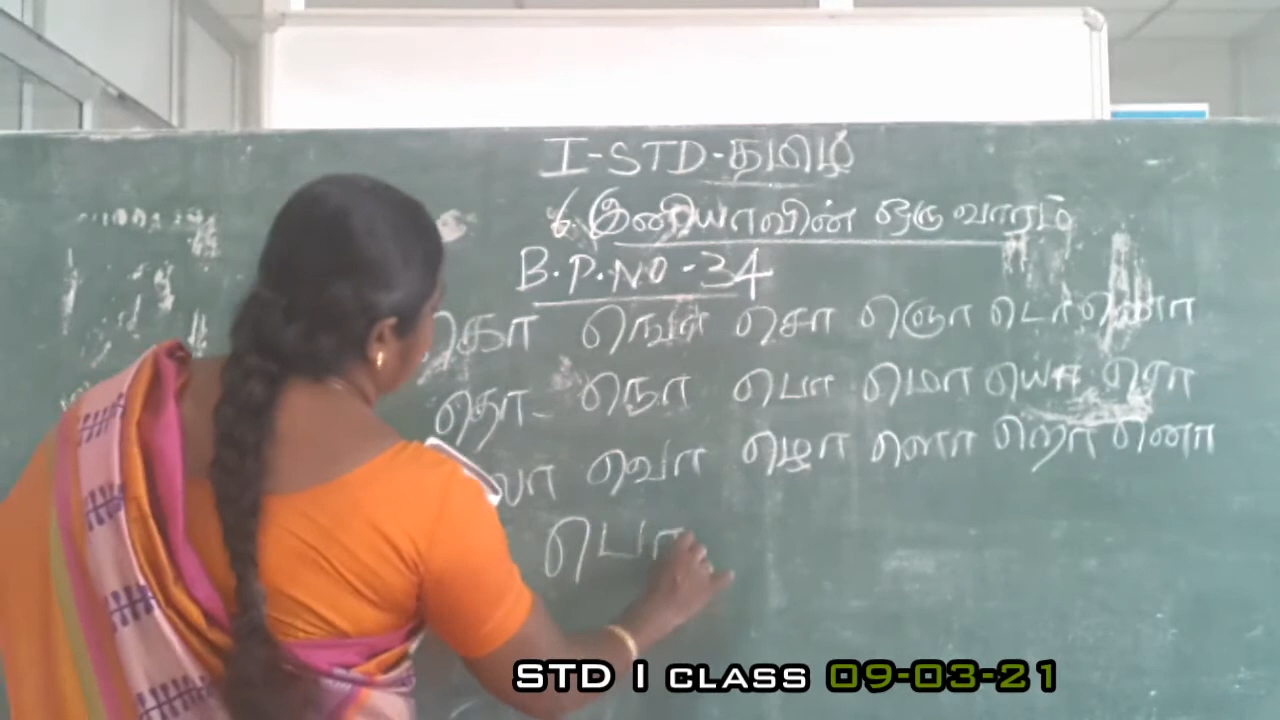 I-STD-தமிழ்
6. இனியாவின் ஒரு வாரம்
B.P.NO-34
கொ ஙொ சொ ஞொ டொ ணொ
தொ நொ பொ மொ யொ ரொ
லா வொ ழொ ளொ றொ னொ
பொ
STD I CLASS 09-03-21